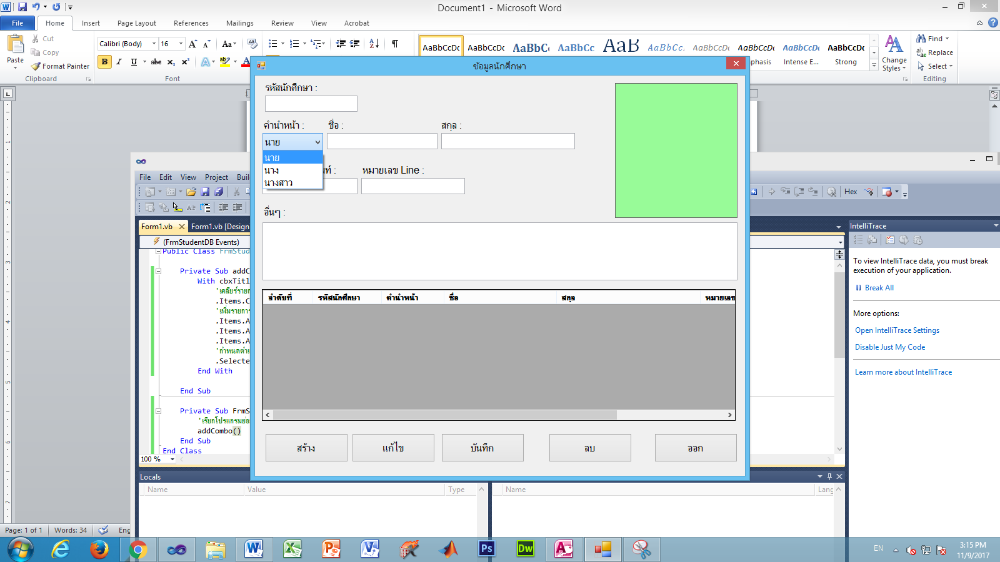 Document1 - Microsoft Word
File Home Insert Page Layout References Mailings Review View Acrobat
Paste
Cut
Copy
Format Painter
Clipboard
Calibri (Body) 16
Font
AaBbCcDc AaBbCcDc AaBbC AaBbCc AaB AaBbCc. AaBbCcDc AaBbCcDc AaBbCcDc AaBbCcDc
phasis Intense E... Strong
Change Styles
Find
Replace
Select
Editing
ข้อมูลนักศึกษา
รหัสนักศึกษา :
คำนำหน้า : ชื่อ : สกุล :
นาย
นาย
นาง
นางสาว
ท์ : หมายเลข Line :
อื่นๆ :
ลำดับที่ รหัสนักศึกษา คำนำหน้า ชื่อ สกุล หมายเลข
สร้าง แก้ไข บันทึก ลบ ออก
File Edit View Project Buil
Hex
Form1.vb Form1.vb [Design
(FrmStudentDB Events)
Public Class FrmStud
Private Sub addC
With cbxTitl
'เคลียร์รายก
.Items.C
'เพิ่มรายการ
.Items.A
.Items.A
.Items.A
'กำหนดตำแ
.Selecte
End With
End Sub
Private Sub FrmS
'เรียกโปรแกรมย่อ
addCombo()
End Sub
End Class
100 %
Locals
Name Value Type
Name Lang
IntelliTrace
To view IntelliTrace data, you must break
execution of your application.
Break All
More options:
Open IntelliTrace Settings
Disable Just My Code
Learn more about IntelliTrace
Page: 1 of 1 Words: 34 Eng
EN
3:15 PM
11/9/2017